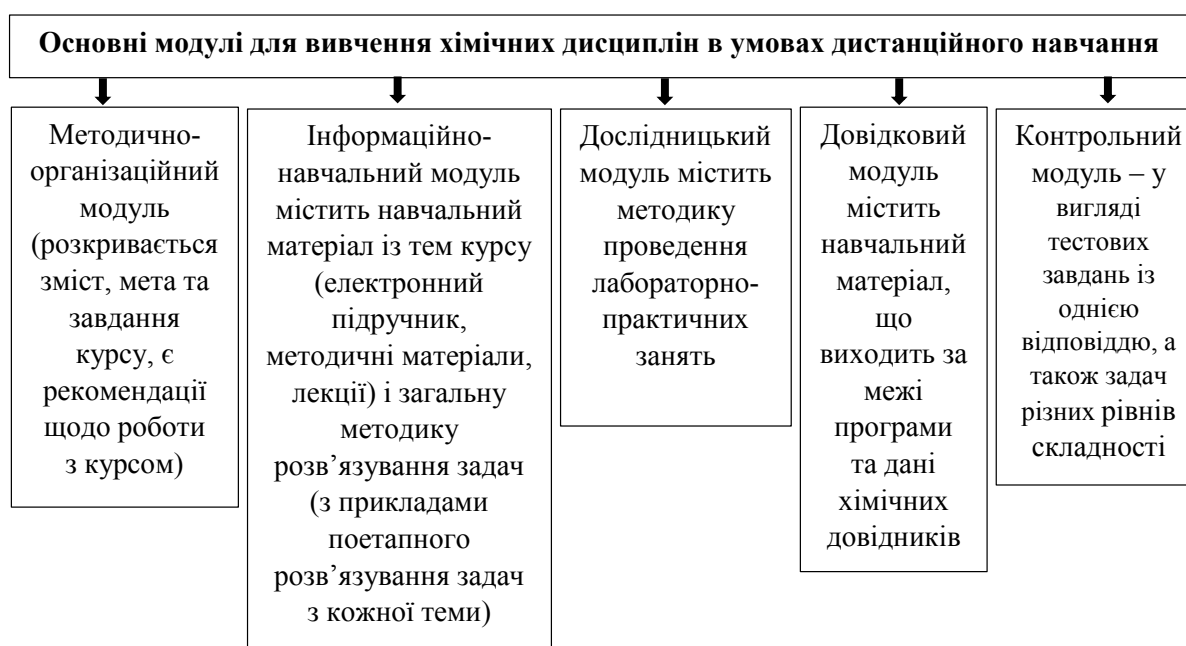 Основні модулі для вивчення хімічних дисциплін в умовах дистанційного навчання
Методично-
організаційний
модуль
(розкривається
зміст, мета та
завдання
курсу, є
рекомендації
щодо роботи
з курсом)
Інформаційно-
навчальний модуль
містить навчальний
матеріал із тем курсу
(електронний
підручник,
методичні матеріали,
лекції) і загальну
методику
розв’язування задач
(з прикладами
поетапного
розв’язування задач
з кожної теми)
Дослідницький
модуль містить
методику
проведення
лабораторно-
практичних
занять
Довідковий
модуль
містить
навчальний
матеріал,
що
виходить за
межі
програми
та дані
хімічних
довідників
Контрольний
модуль – у
вигляді
тестових
завдань із
однією
відповіддю, а
також задач
різних рівнів
складності